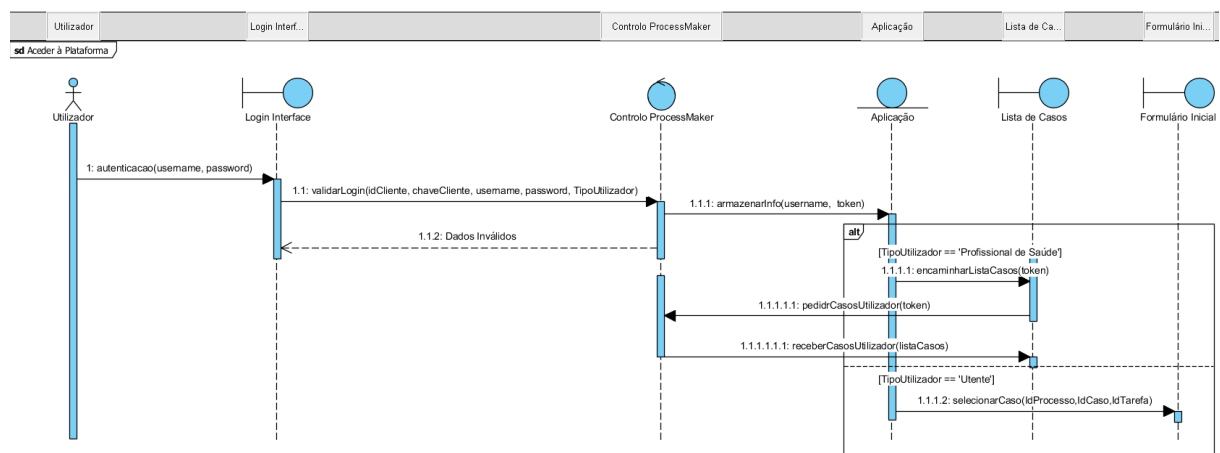 Utilizador
Login Interf...
Controlo ProcessMaker
Aplicação
Lista de Ca...
Formulário Ini...
sd Aceder à Plataforma
Utilizador
Login Interface
Controlo ProcessMaker
Aplicação
Lista de Casos
Formulário Inicial
1: autenticacao(username, password)
1.1: validarLogin(idCliente, chaveCliente, username, password, TipoUtilizador)
1.1.1: armazenarInfo(username, token)
1.1.2: Dados Inválidos
alt
[TipoUtilizador == 'Profissional de Saúde']
1.1.1.1: encaminharListaCasos(token)
1.1.1.1.1: pedidrCasosUtilizador(token)
1.1.1.1.1.1: receberCasosUtilizador(listaCasos)
[TipoUtilizador == 'Utente']
1.1.1.2: selecionarCaso(IdProcesso,IdCaso,IdTarefa)